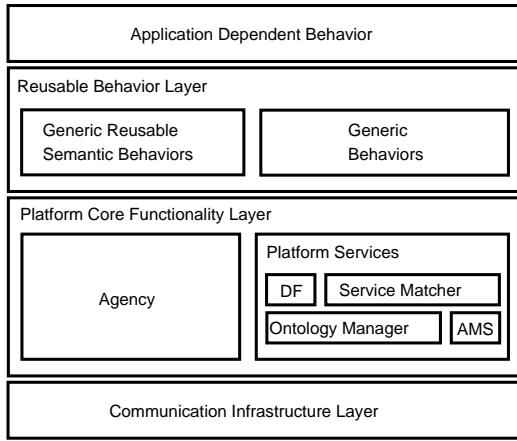 Application Dependent Behavior
Reusable Behavior Layer
Generic Reusable
Semantic Behaviors
Generic
Behaviors
Platform Core Functionality Layer
Agency
Platform Services
DF
Service Matcher
Ontology Manager
AMS
Communication Infrastructure Layer